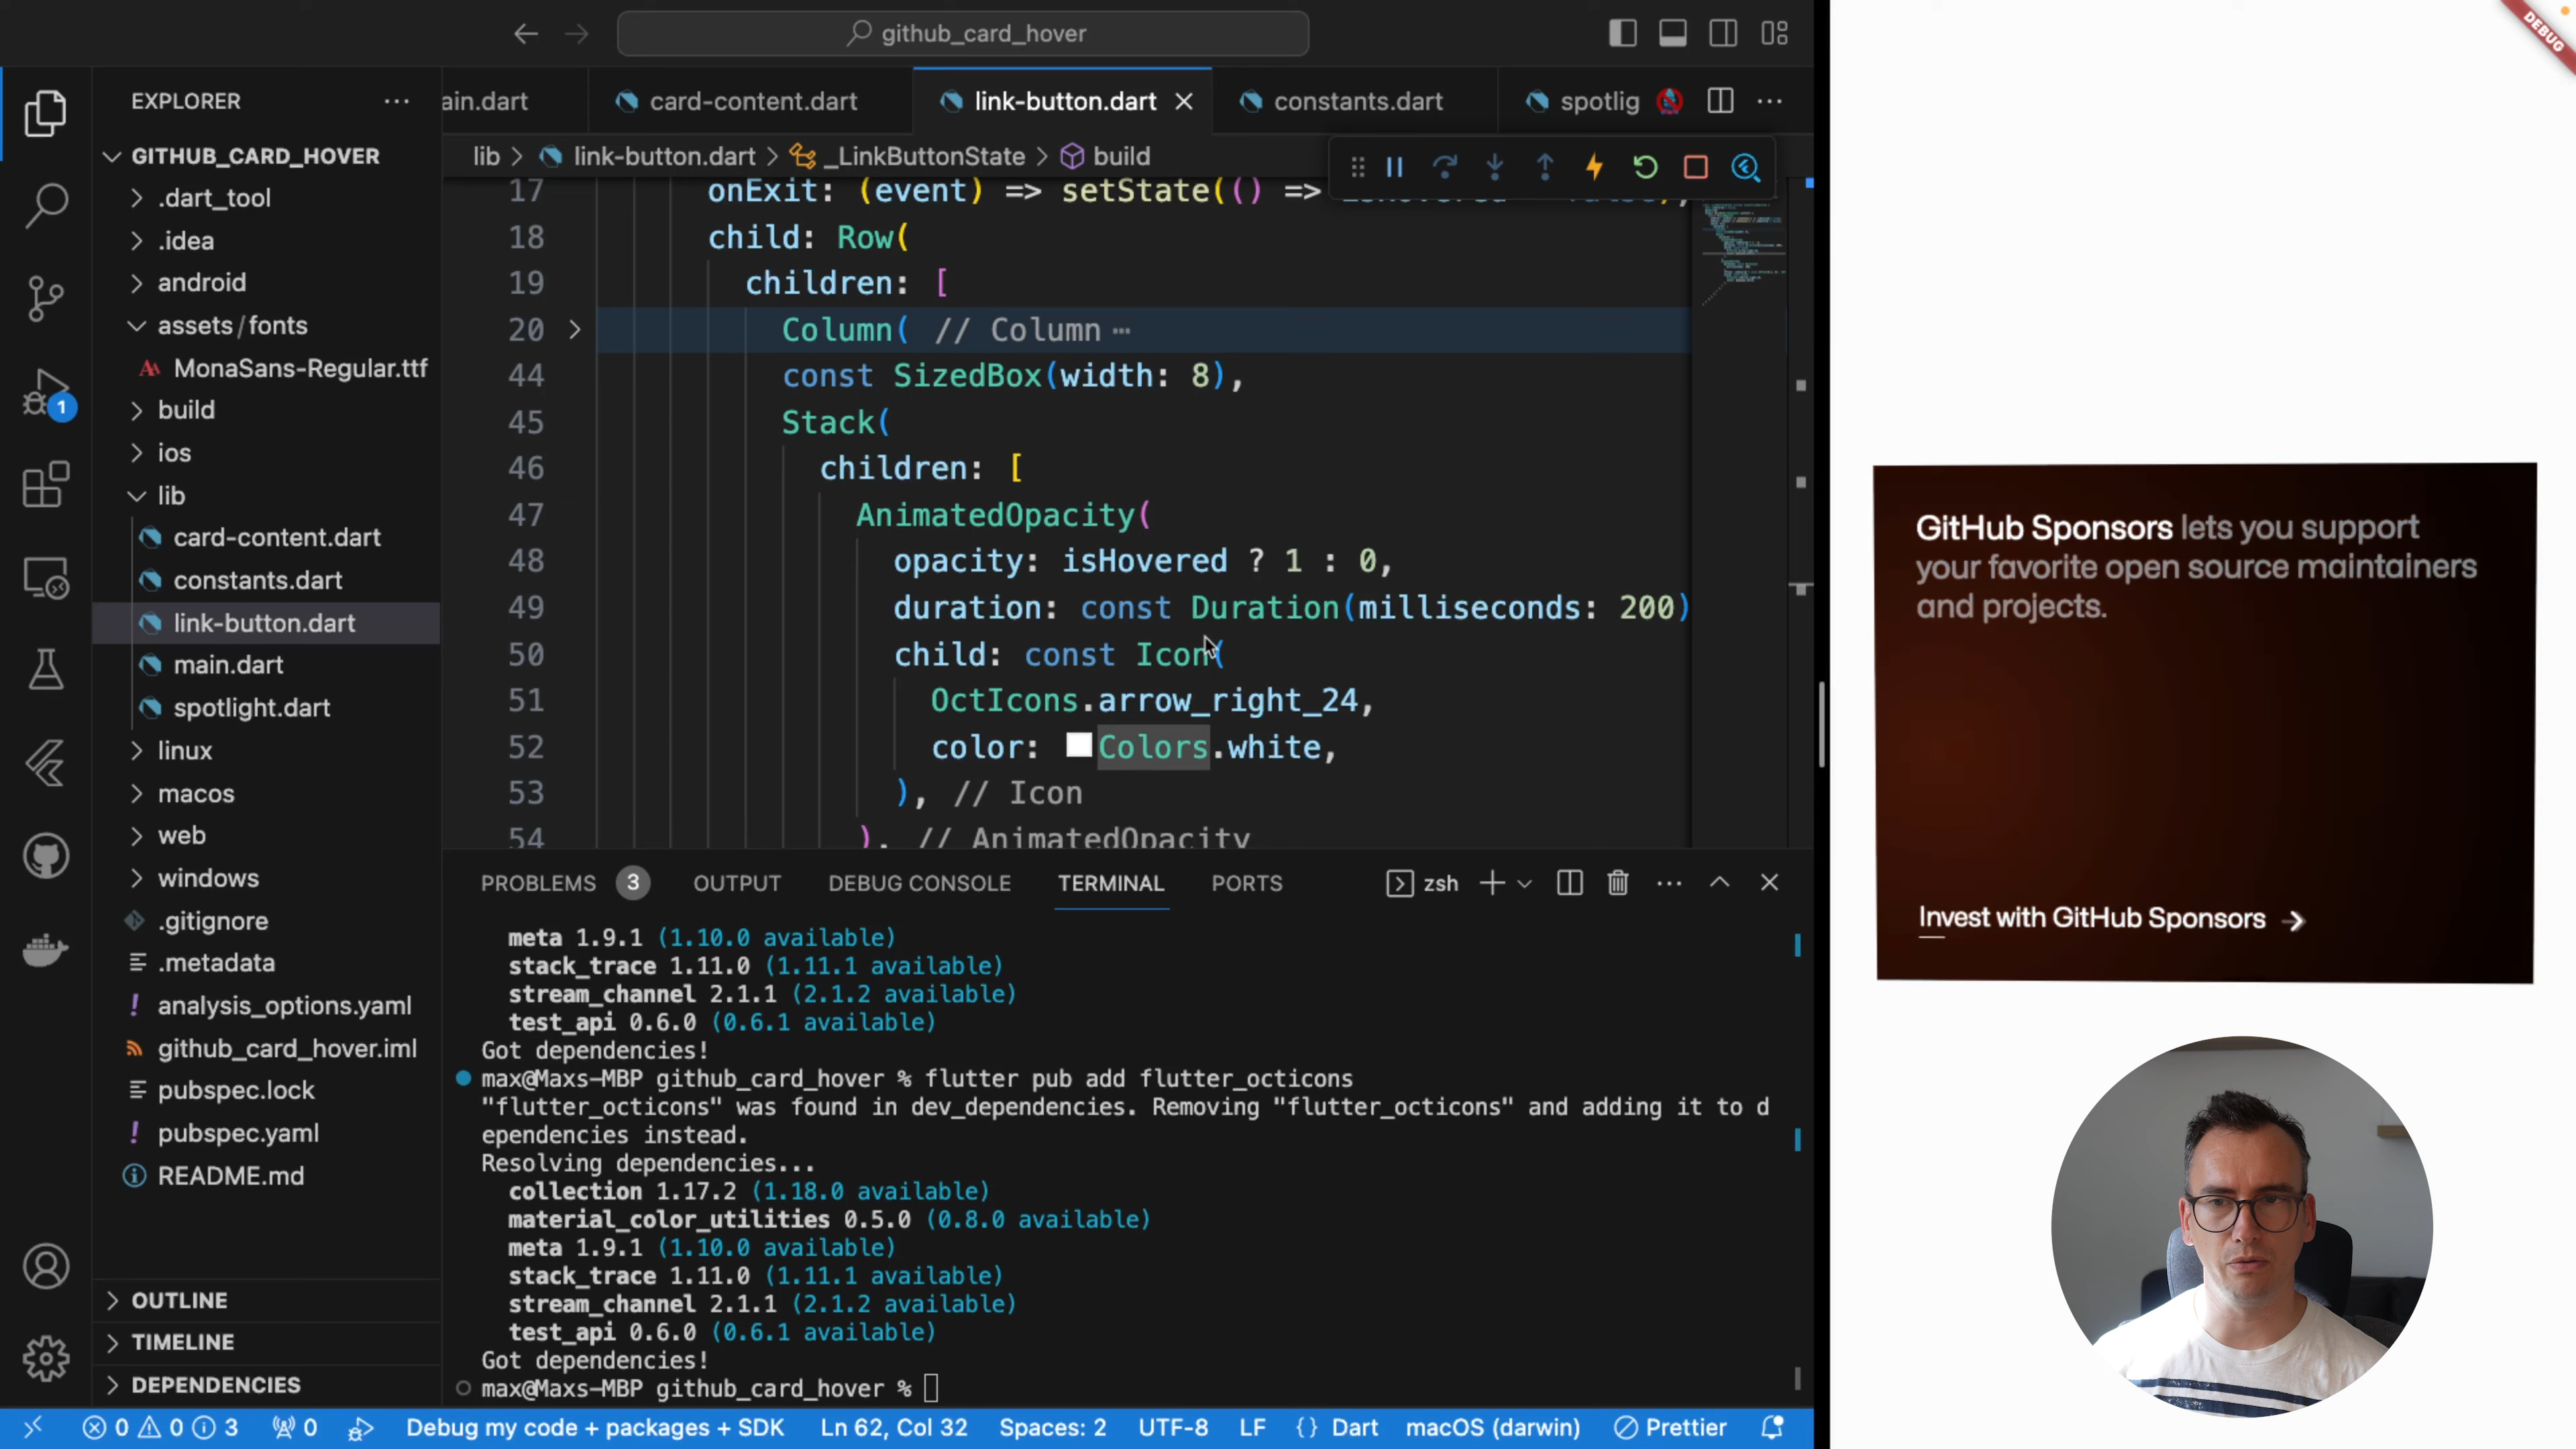 github_card_hover
EXPLORER
ain.dart
card-content.dart
link-button.dart
constants.dart
spotlig
GITHUB_CARD_HOVER
lib > link-button.dart > _LinkButtonState > build
.dart_tool
.idea
android
assets/fonts
MonaSans-Regular.ttf
build
ios
lib
card-content.dart
constants.dart
link-button.dart
main.dart
spotlight.dart
linux
macos
web
windows
.gitignore
.metadata
analysis_options.yaml
github_card_hover.iml
pubspec.lock
pubspec.yaml
README.md
OUTLINE
TIMELINE
DEPENDENCIES
1
17 onExit: (event) => setState(() =>
18 child: Row(
19 children: [
20 Column( // Column ⋯
44 const SizedBox(width: 8),
45 Stack(
46 children: [
47 AnimatedOpacity(
48 opacity: isHovered ? 1 : 0,
49 duration: const Duration(milliseconds: 200)
50 child: const Icon(
51 OctIcons.arrow_right_24,
52 color: Colors.white,
53 ), // Icon
54 ), // AnimatedOpacity
PROBLEMS 3 OUTPUT DEBUG CONSOLE TERMINAL PORTS
zsh
meta 1.9.1 (1.10.0 available)
stack_trace 1.11.0 (1.11.1 available)
stream_channel 2.1.1 (2.1.2 available)
test_api 0.6.0 (0.6.1 available)
Got dependencies!
max@Maxs-MBP github_card_hover % flutter pub add flutter_octicons
"flutter_octicons" was found in dev_dependencies. Removing "flutter_octicons" and adding it to d
ependencies instead.
Resolving dependencies...
collection 1.17.2 (1.18.0 available)
material_color_utilities 0.5.0 (0.8.0 available)
meta 1.9.1 (1.10.0 available)
stack_trace 1.11.0 (1.11.1 available)
stream_channel 2.1.1 (2.1.2 available)
test_api 0.6.0 (0.6.1 available)
Got dependencies!
max@Maxs-MBP github_card_hover %
0 0 3 0 Debug my code + packages + SDK Ln 62, Col 32 Spaces: 2 UTF-8 LF {} Dart macOS (darwin) Prettier
DEBUG
GitHub Sponsors lets you support
your favorite open source maintainers
and projects.
Invest with GitHub Sponsors →